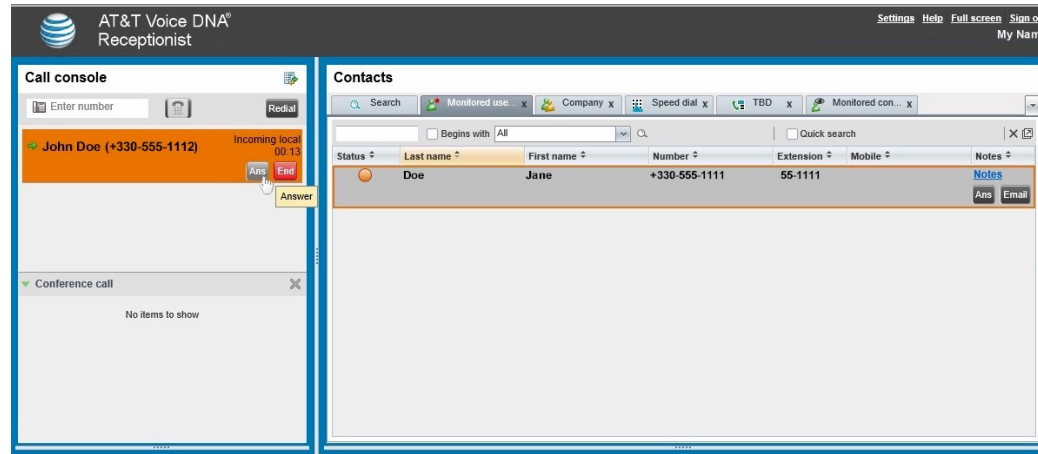 AT&T Voice DNA®
Receptionist
Settings Help Full screen Sign o
My Nam
Call console
Enter number
Redial
John Doe (+330-555-1112)
Incoming local
00:13
Ans End
Answer
Conference call
No items to show
Contacts
Search Monitored use... x Company x Speed dial x TBD x Monitored con... x
Begins with All Quick search
Status Last name First name Number Extension Mobile Notes
Doe Jane +330-555-1111 55-1111 Notes
Ans Email